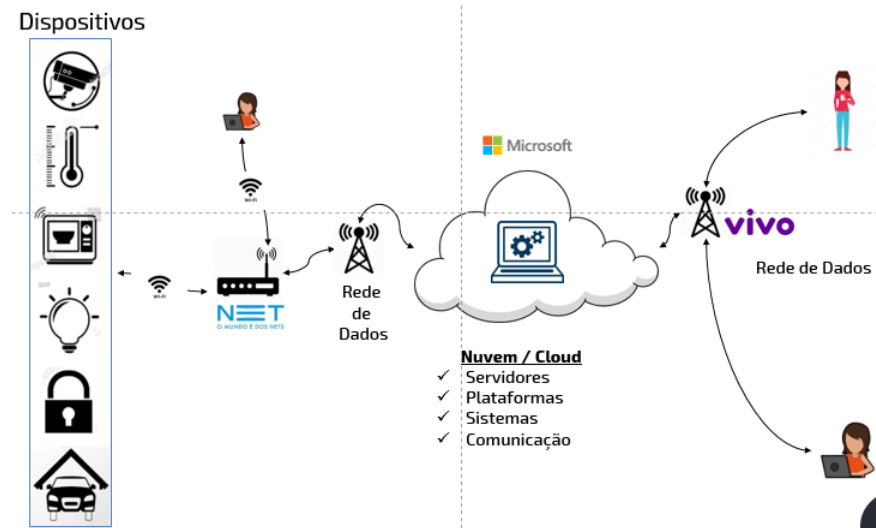 Dispositivos
Microsoft
wi-fi
vivo
wi-fi
NET
O MUNDO É DOS NETS
Rede
de
Dados
Rede de Dados
Nuvem / Cloud
✓ Servidores
✓ Plataformas
✓ Sistemas
✓ Comunicação